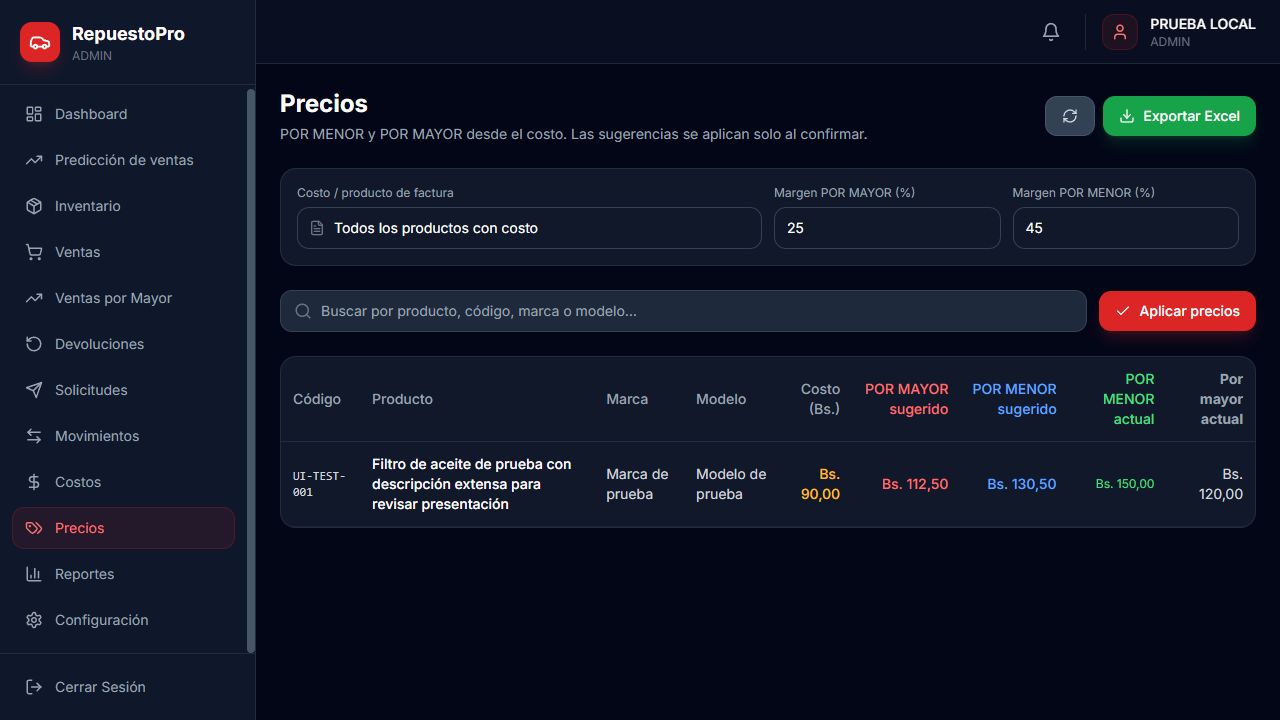 RepuestoPro
ADMIN
Dashboard
Predicción de ventas
Inventario
Ventas
Ventas por Mayor
Devoluciones
Solicitudes
Movimientos
Costos
Precios
Reportes
Configuración
Cerrar Sesión
PRUEBA LOCAL
ADMIN
Precios
POR MENOR y POR MAYOR desde el costo. Las sugerencias se aplican solo al confirmar.
Exportar Excel
Costo / producto de factura
Margen POR MAYOR (%)
Margen POR MENOR (%)
Todos los productos con costo
25
45
Buscar por producto, código, marca o modelo...
Aplicar precios
Código
Producto
Marca
Modelo
Costo
(Bs.)
POR MAYOR
sugerido
POR MENOR
sugerido
POR
MENOR
actual
Por
mayor
actual
UI-TEST-
001
Filtro de aceite de prueba con
descripción extensa para
revisar presentación
Marca de
prueba
Modelo de
prueba
Bs.
90,00
Bs. 112,50
Bs. 130,50
Bs. 150,00
Bs.
120,00